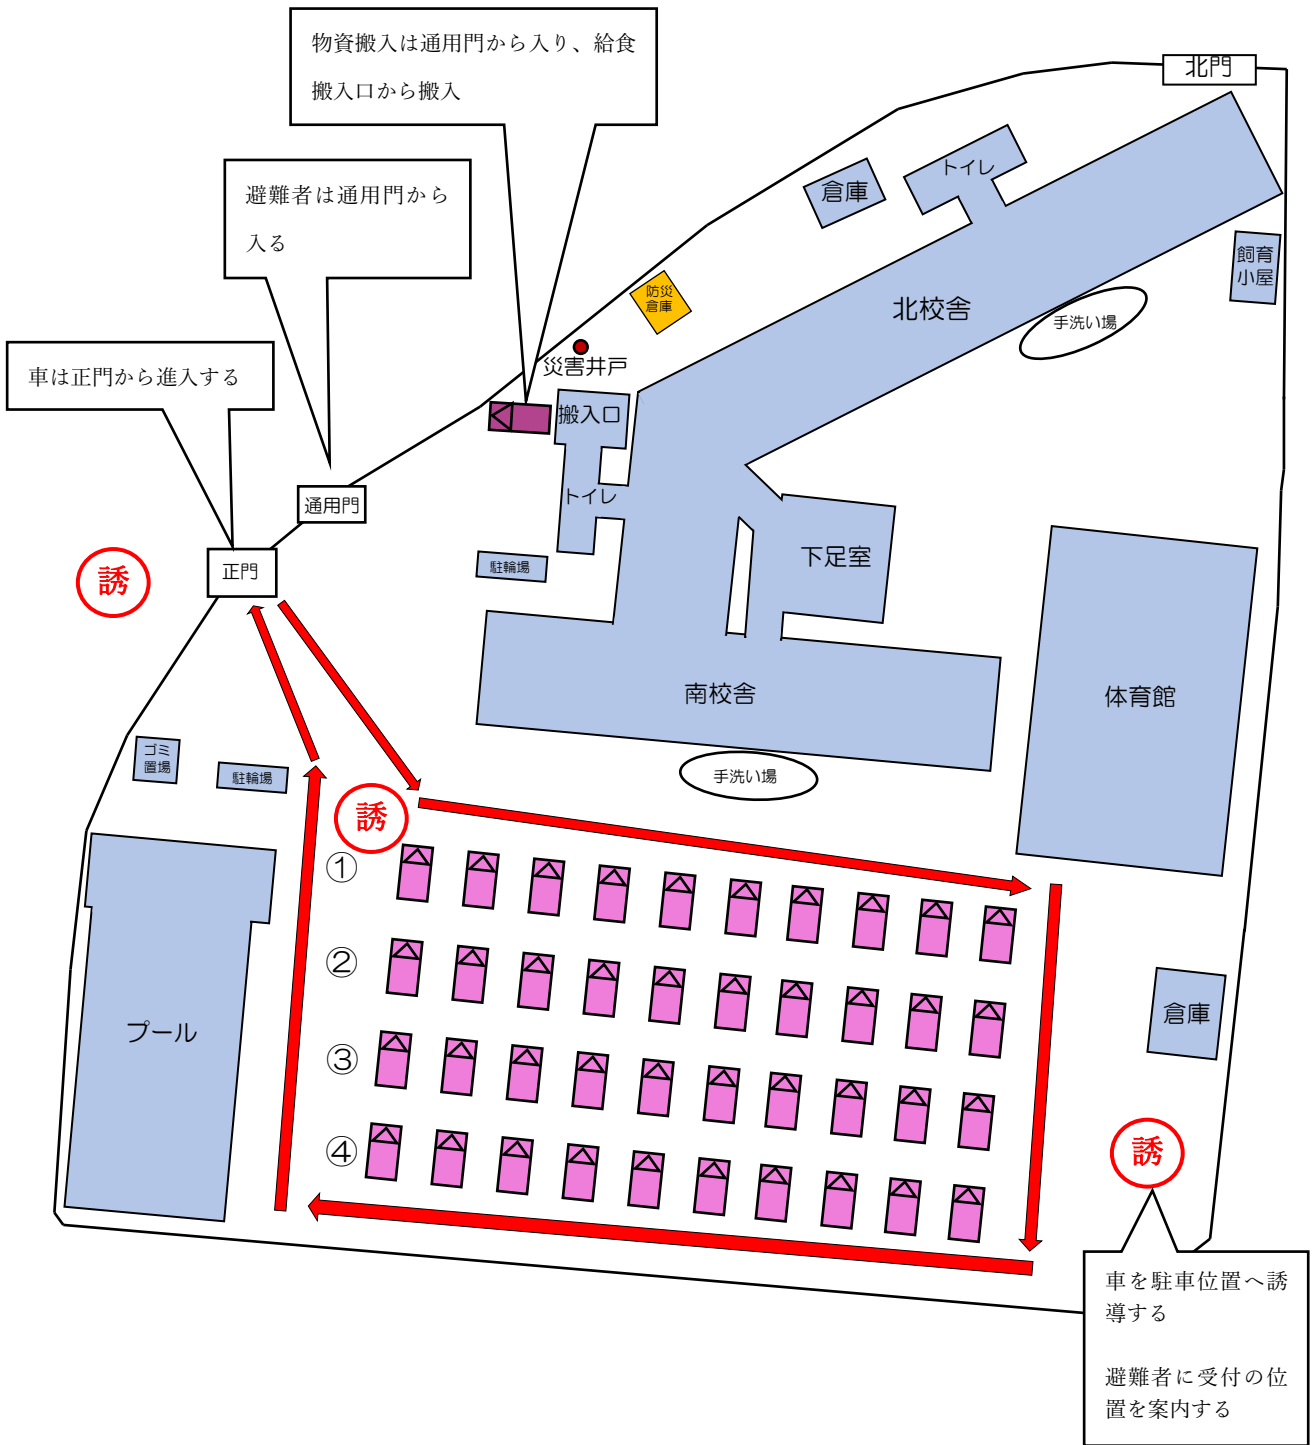 物資搬入は通用門から入り、給食
搬入口から搬入
北門
避難者は通用門から
入る
トイレ
倉庫
飼育
小屋
防災
倉庫
北校舎
手洗い場
災害井戸
車は正門から進入する
搬入口
通用門
トイレ
下足室
誘
正門
駐輪場
南校舎
体育館
ゴミ
置場
駐輪場
手洗い場
誘
①
②
③
④
プール
倉庫
誘
車を駐車位置へ誘
導する
避難者に受付の位
置を案内する